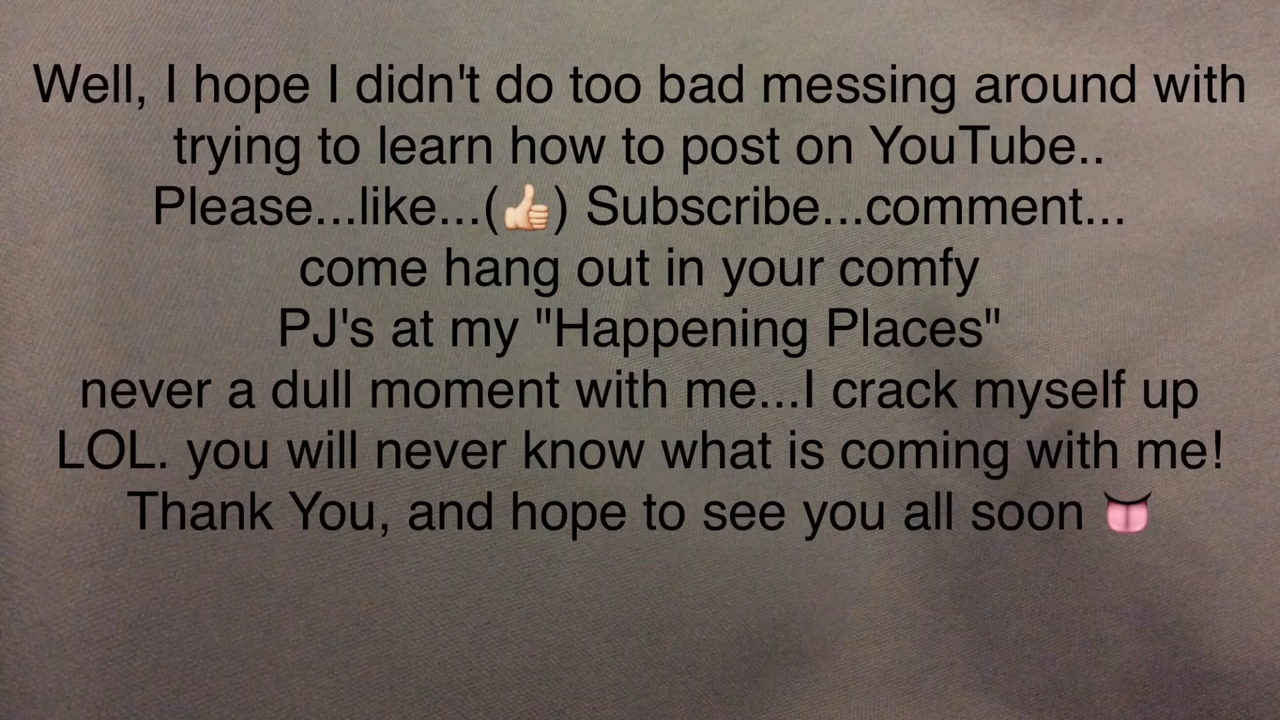 Well, I hope I didn't do too bad messing around with
trying to learn how to post on YouTube..
Please...like...(👍🏻) Subscribe...comment...
come hang out in your comfy
PJ's at my "Happening Places"
never a dull moment with me...I crack myself up
LOL. you will never know what is coming with me!
Thank You, and hope to see you all soon 👅